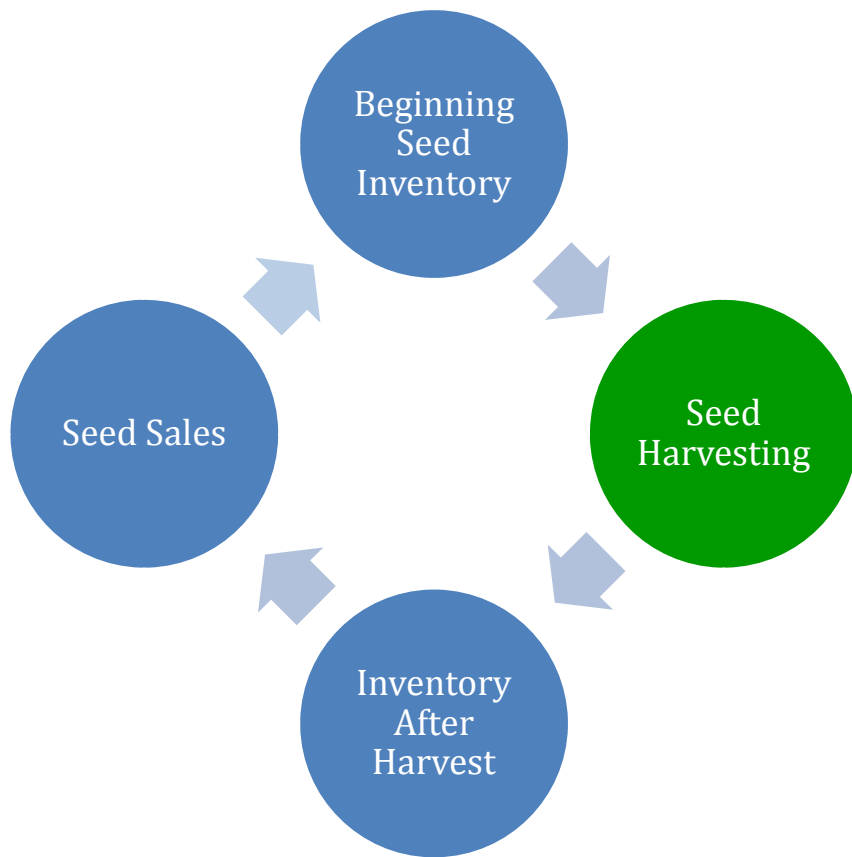 Beginning
Seed
Inventory
Seed
Harvesting
Inventory
After
Harvest
Seed Sales